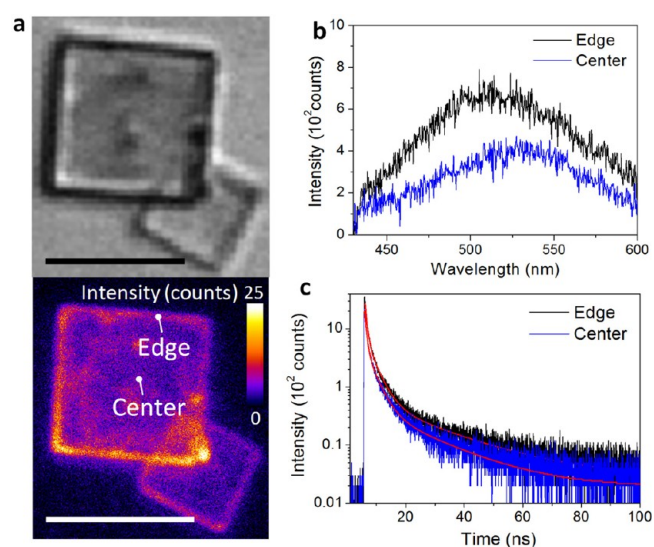 a
Intensity (counts) 25
0
Edge
Center
b
Intensity (10²counts)
10
8
6
4
2
0
Edge
Center
450 500 550 600
Wavelength (nm)
c
Intensity (10² counts)
10
1
0.1
0.01
Edge
Center
20 40 60 80 100
Time (ns)